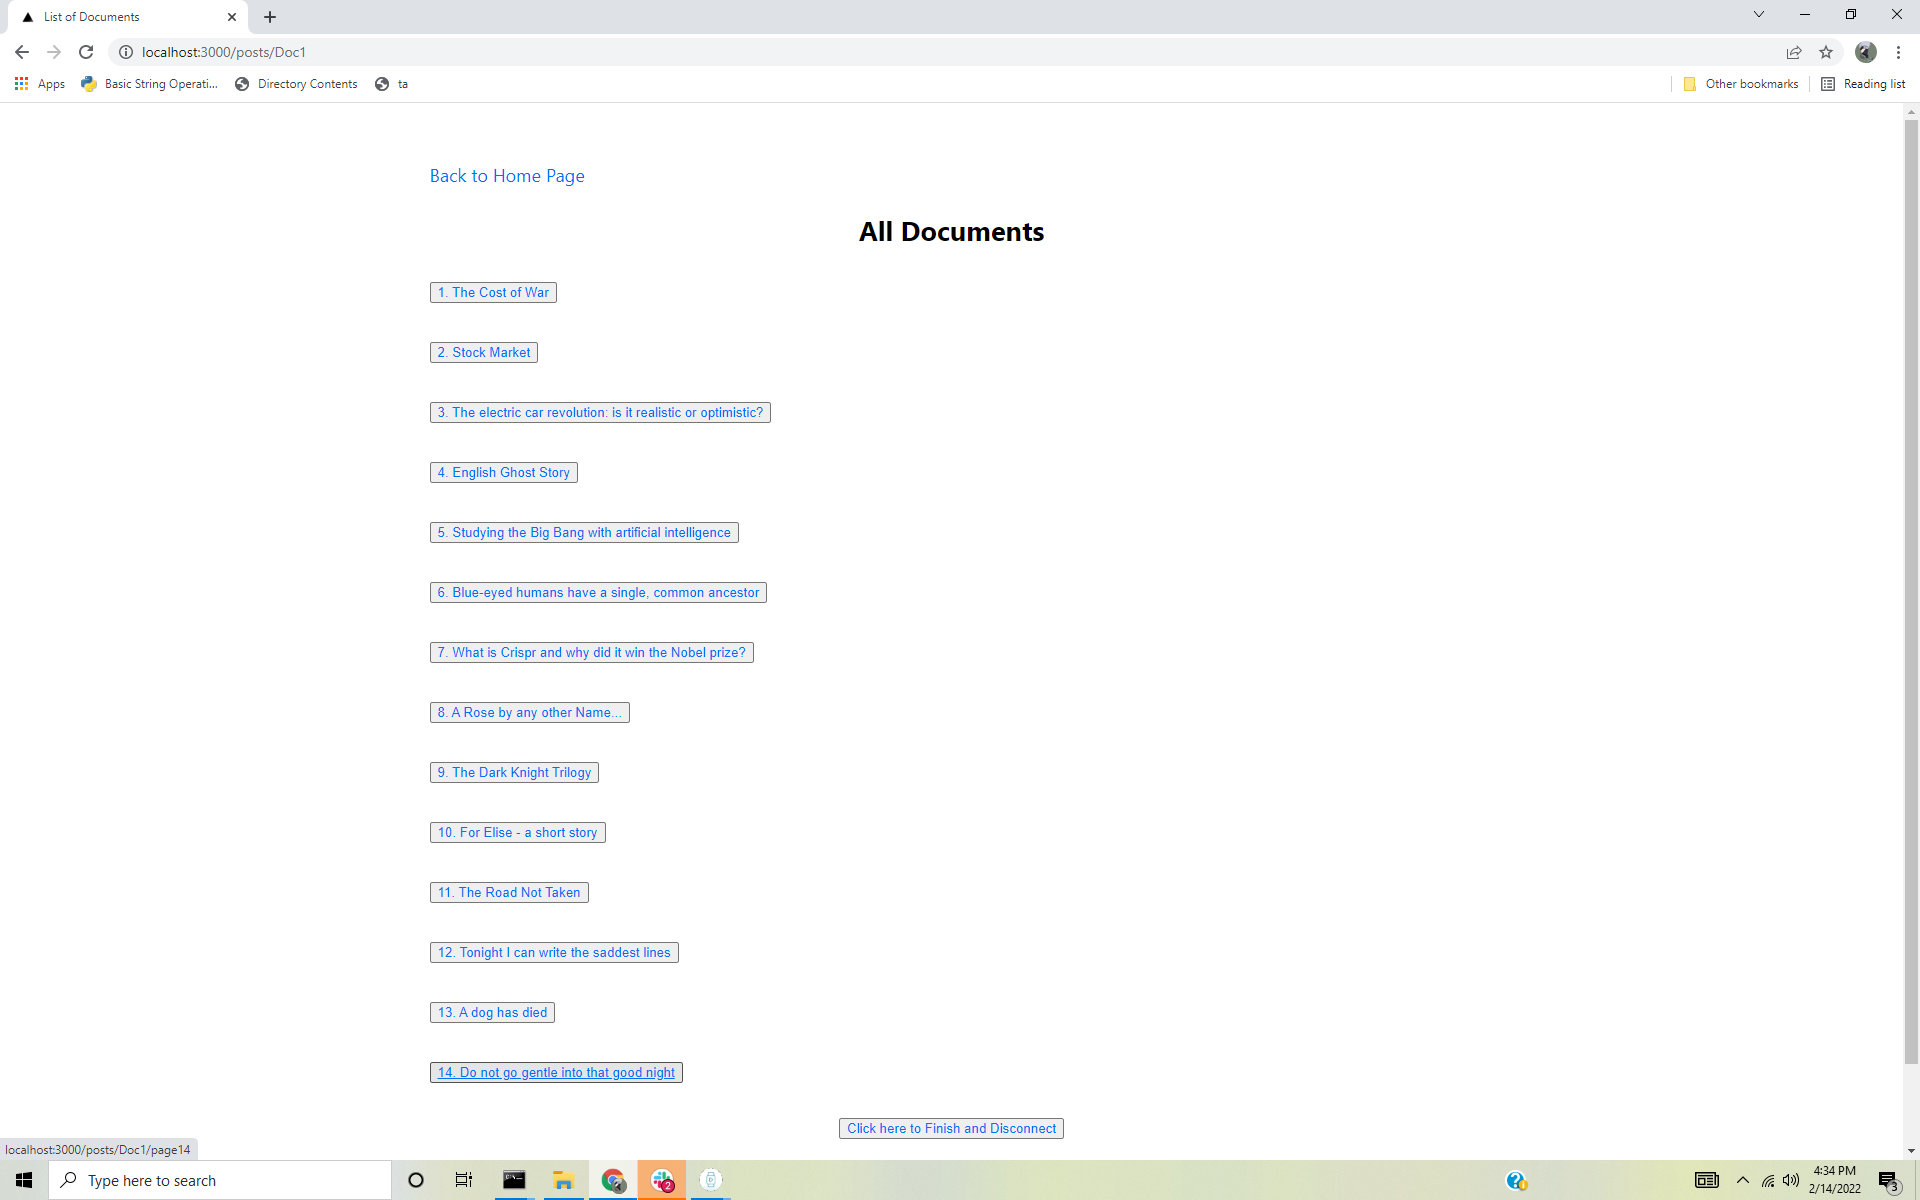 List of Documents
localhost:3000/posts/Doc1
Apps
Basic String Operati...
Directory Contents
ta
Other bookmarks
Reading list
Back to Home Page
All Documents
1. The Cost of War
2. Stock Market
3. The electric car revolution: is it realistic or optimistic?
4. English Ghost Story
5. Studying the Big Bang with artificial intelligence
6. Blue-eyed humans have a single, common ancestor
7. What is Crispr and why did it win the Nobel prize?
8. A Rose by any other Name...
9. The Dark Knight Trilogy
10. For Elise - a short story
11. The Road Not Taken
12. Tonight I can write the saddest lines
13. A dog has died
14. Do not go gentle into that good night
Click here to Finish and Disconnect
localhost:3000/posts/Doc1/page14
Type here to search
2
4:34 PM
2/14/2022
3